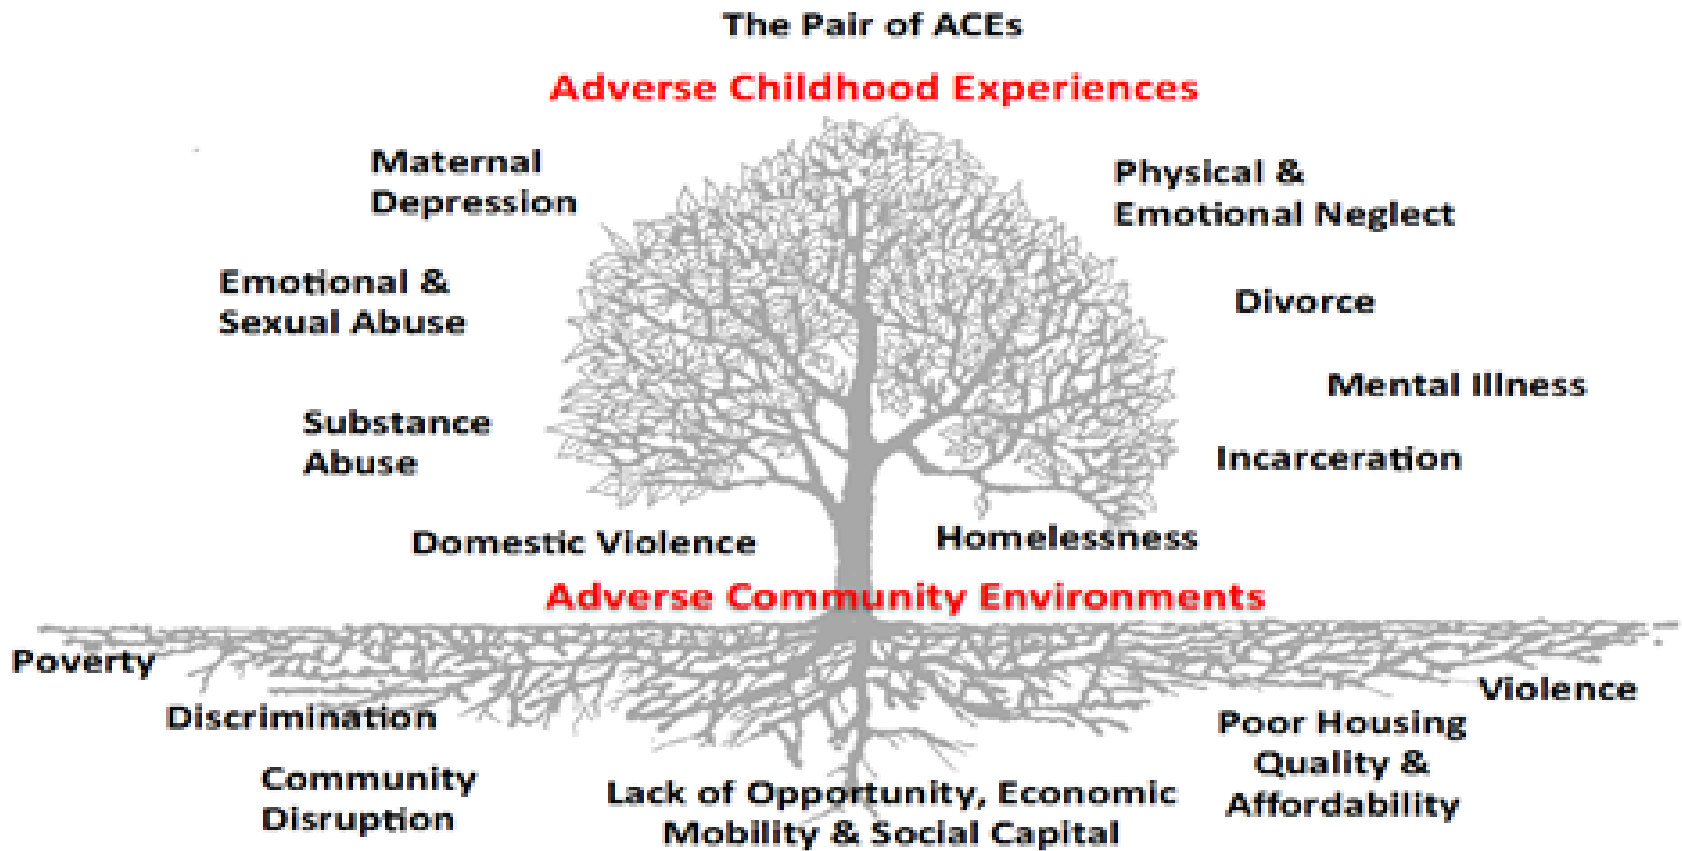 The Pair of ACEs
Adverse Childhood Experiences
Maternal
Depression
Physical &
Emotional Neglect
Emotional &
Sexual Abuse
Divorce
Mental Illness
Substance
Abuse
Incarceration
Domestic Violence
Homelessness
Adverse Community Environments
Poverty
Violence
Discrimination
Poor Housing
Quality &
Affordability
Community
Disruption
Lack of Opportunity, Economic
Mobility & Social Capital